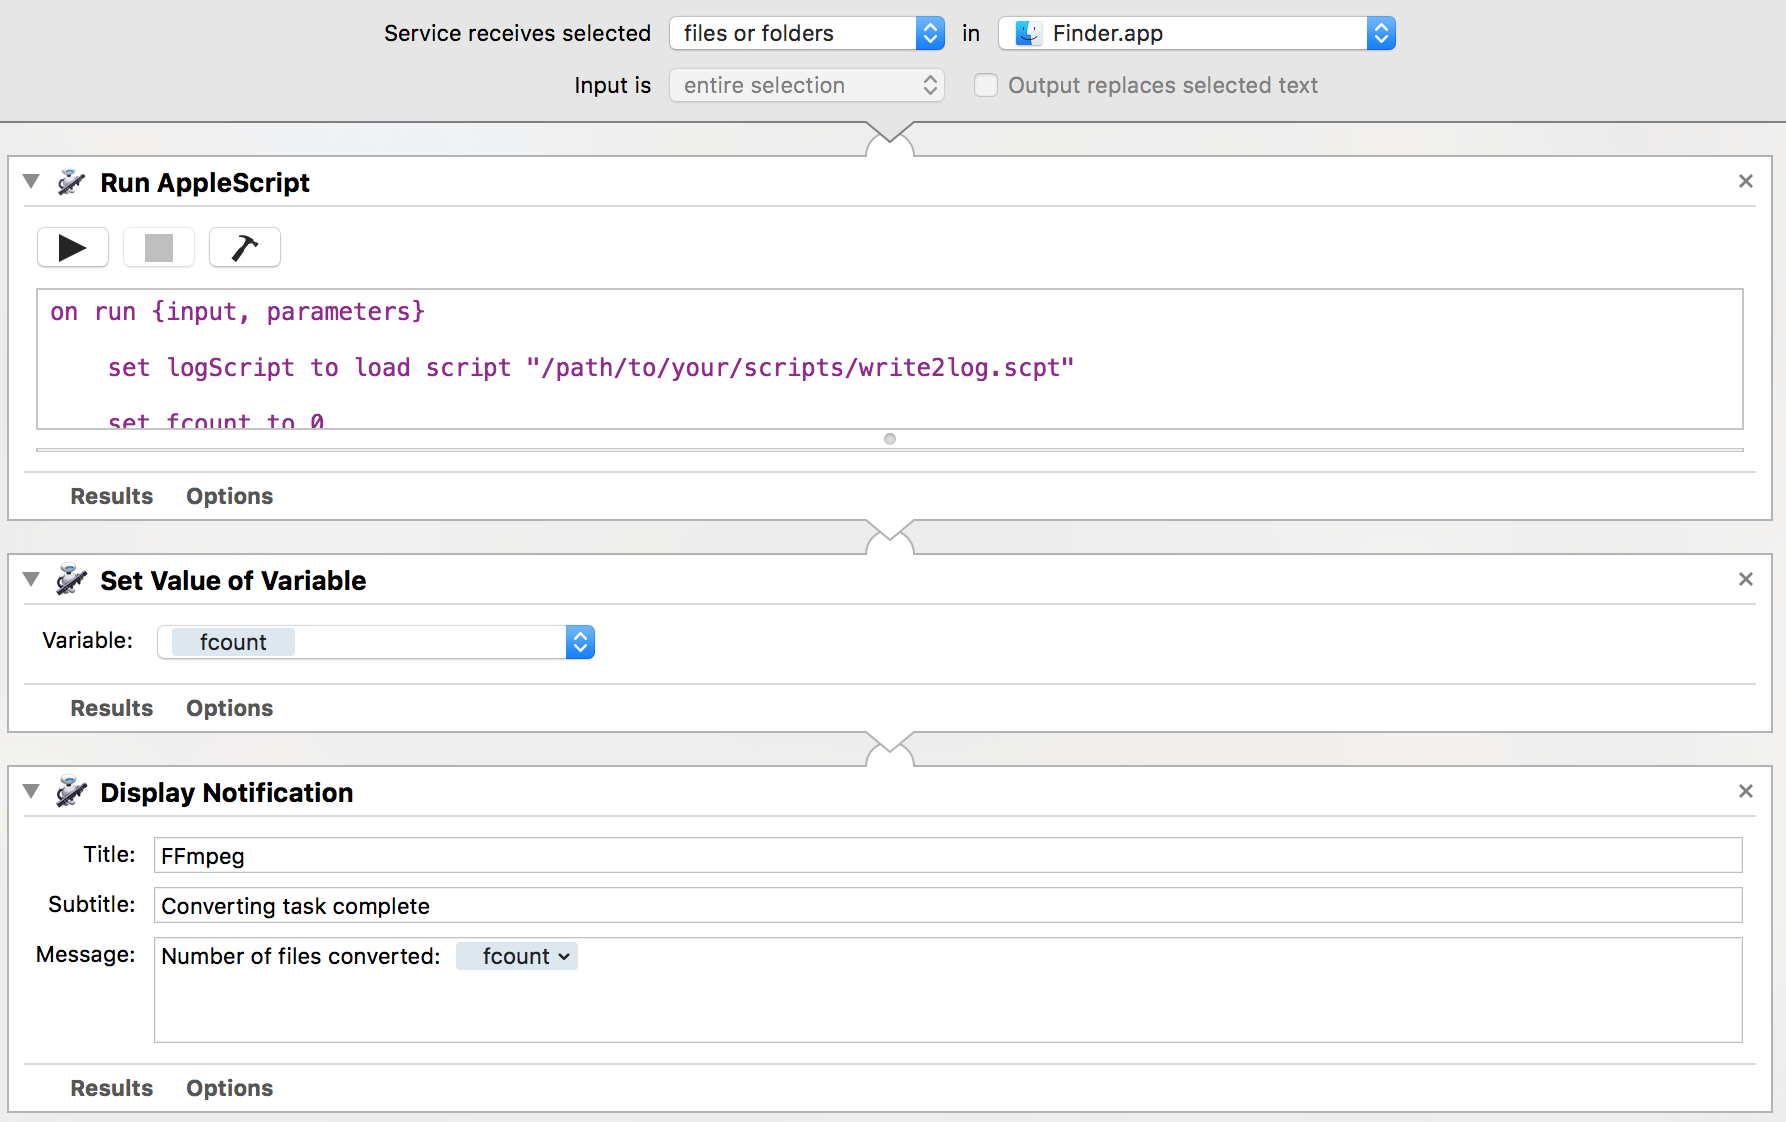 Service receives selected files or folders in Finder.app
Input is entire selection Output replaces selected text
Run AppleScript
on run {input, parameters}
set logScript to load script "/path/to/your/scripts/write2log.scpt"
set fcount to 0
Results Options
Set Value of Variable
Variable: fcount
Results Options
Display Notification
Title: FFmpeg
Subtitle: Converting task complete
Message: Number of files converted: fcount
Results Options